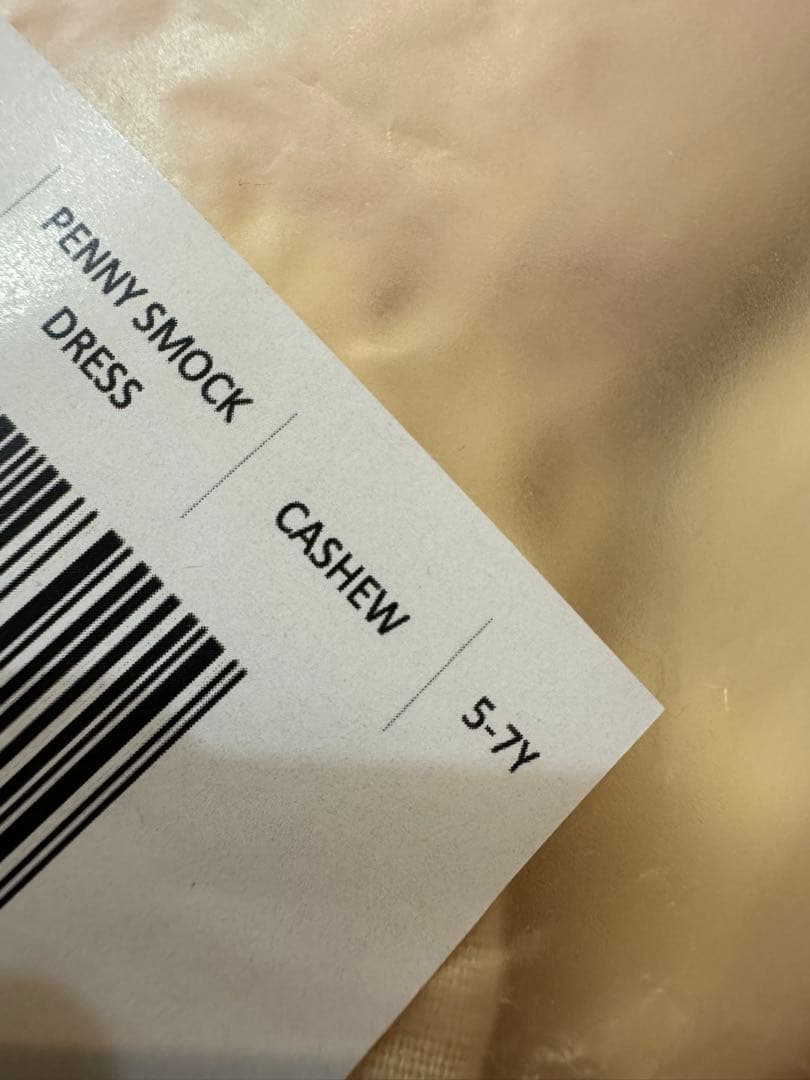 PENNY SMOCK
DRESS
CASHEW
5-7Y